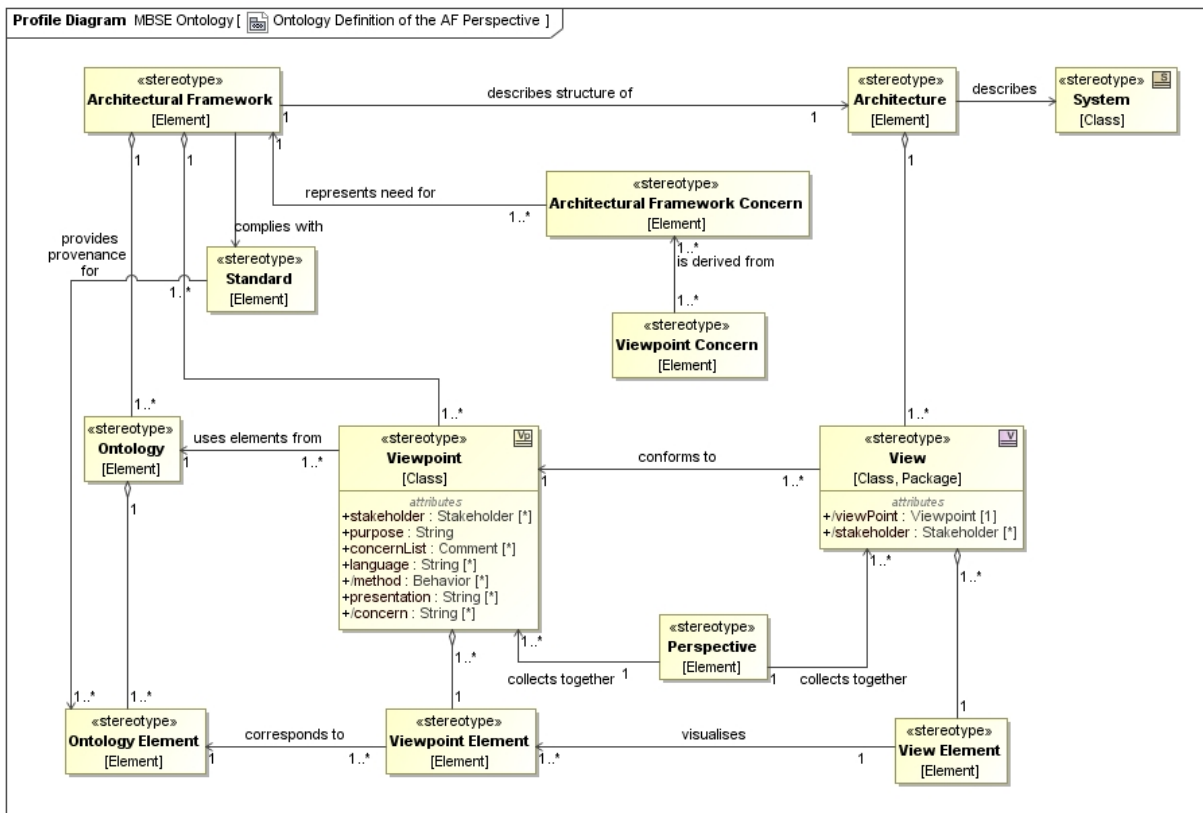 Profile Diagram MBSE Ontology [ Ontology Definition of the AF Perspective ]
«stereotype»
Architectural Framework
[Element]
describes structure of
1
1
«stereotype»
Architecture
[Element]
describes
«stereotype»
S
System
[Class]
1
1
1
1
represents need for
1..*
«stereotype»
Architectural Framework Concern
[Element]
complies with
provides
provenance
for
«stereotype»
Standard
[Element]
1..*
1..*
is derived from
1..*
«stereotype»
Viewpoint Concern
[Element]
1..*
«stereotype»
Ontology
[Element]
uses elements from
1
1..*
1..*
«stereotype»
Vp
Viewpoint
[Class]
attributes
+stakeholder : Stakeholder [*]
+purpose : String
+concernList : Comment [*]
+language : String [*]
+/method : Behavior [*]
+presentation : String [*]
+/concern : String [*]
conforms to
1
1..*
1..*
«stereotype»
V
View
[Class, Package]
attributes
+/viewPoint : Viewpoint [1]
+/stakeholder : Stakeholder [*]
1
1..*
1..*
1..*
1..*
«stereotype»
Perspective
[Element]
collects together
1
1
collects together
1..*
1..*
1
1
«stereotype»
Ontology Element
[Element]
corresponds to
1
1..*
«stereotype»
Viewpoint Element
[Element]
visualises
1..*
1
«stereotype»
View Element
[Element]